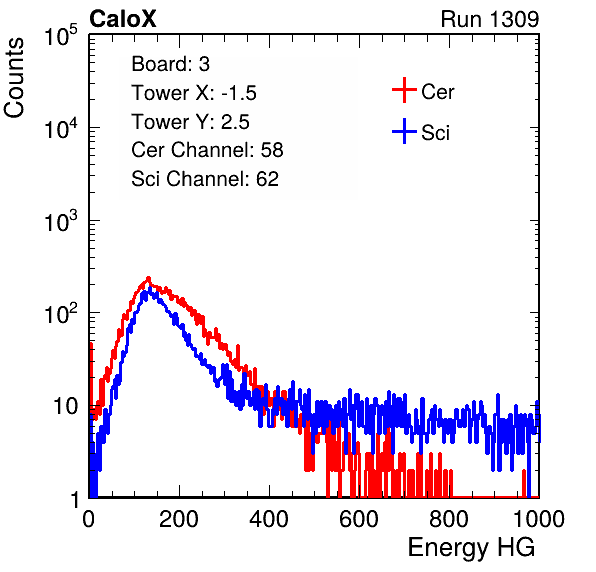 CaloX Run 1309
Counts
Board: 3
Tower X: -1.5
Tower Y: 2.5
Cer Channel: 58
Sci Channel: 62
Cer
Sci
10^5
10^4
10^3
10^2
10
1
0 200 400 600 800 1000
Energy HG